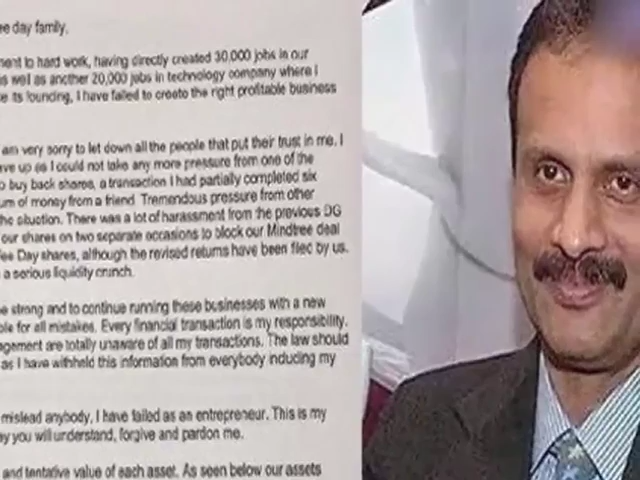 ee day family,
nent to hard work, having directly created 30,000 jobs in our
s well as another 20,000 jobs in technology company where I
e its founding, I have failed to create the right profitable business
am very sorry to let down all the people that put their trust in me. I
ave up as I could not take any more pressure from one of the
o buy back shares, a transaction I had partially completed six
um of money from a friend. Tremendous pressure from other
he situation. There was a lot of harassment from the previous DG
our shares on two separate occasions to block our Mindtree deal
fee Day shares, although the revised returns have been filed by us.
a serious liquidity crunch.
e strong and to continue running these businesses with a new
ble for all mistakes. Every financial transaction is my responsibility.
agement are totally unaware of all my transactions. The law should
as I have withheld this information from everybody including my
mislead anybody, I have failed as an entrepreneur. This is my
ay you will understand, forgive and pardon me.
and tentative value of each asset. As seen below our assets